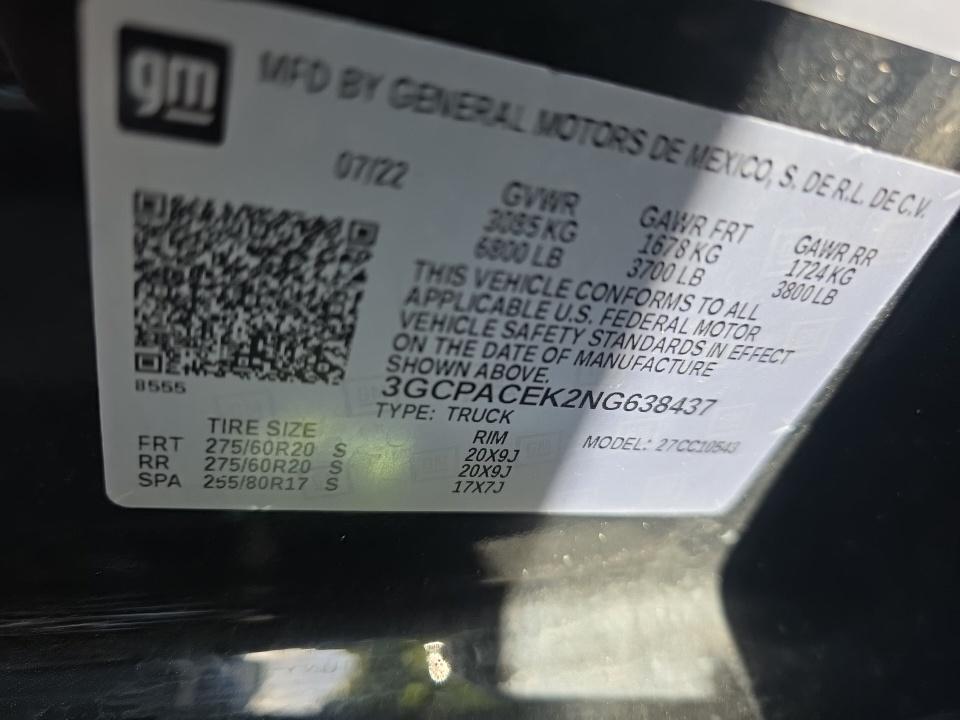 gm
MFD BY GENERAL MOTORS DE MEXICO, S. DE R.L. DE C.V.
07/22
GVWR
3085 KG
6800 LB
GAWR FRT
1678 KG
3700 LB
GAWR RR
1724 KG
3800 LB
THIS VEHICLE CONFORMS TO ALL
APPLICABLE U.S. FEDERAL MOTOR
VEHICLE SAFETY STANDARDS IN EFFECT
ON THE DATE OF MANUFACTURE
SHOWN ABOVE.
8555
3GCPACEK2NG638437
TYPE: TRUCK
MODEL: 27CC10543
TIRE SIZE RIM
FRT 275/60R20 S 20X9J
RR 275/60R20 S 20X9J
SPA 255/80R17 S 17X7J